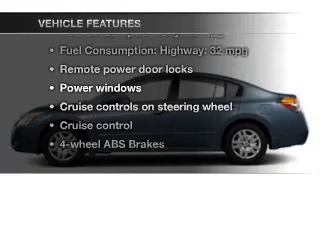 VEHICLE FEATURES
• Fuel Consumption: Highway: 32 mpg
• Remote power door locks
• Power windows
• Cruise controls on steering wheel
• Cruise control
• 4-wheel ABS Brakes